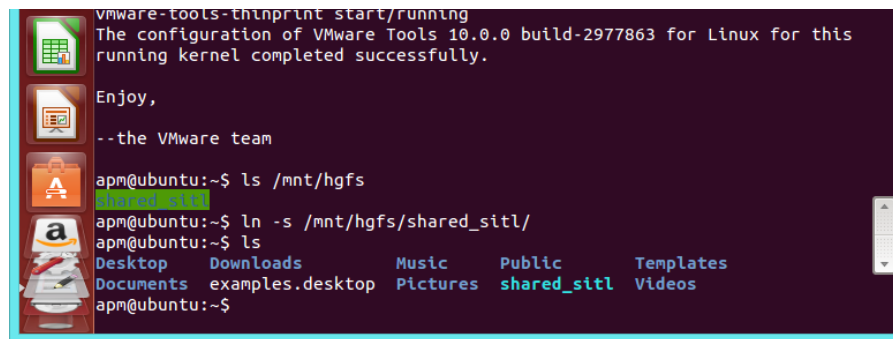 vmware-tools-thinprint start/running
The configuration of VMware Tools 10.0.0 build-2977863 for Linux for this
running kernel completed successfully.
Enjoy,
--the VMware team
apm@ubuntu:~$ ls /mnt/hgfs
shared_sitl
apm@ubuntu:~$ ln -s /mnt/hgfs/shared_sitl/
apm@ubuntu:~$ ls
Desktop Downloads Music Public Templates
Documents examples.desktop Pictures shared_sitl Videos
apm@ubuntu:~$